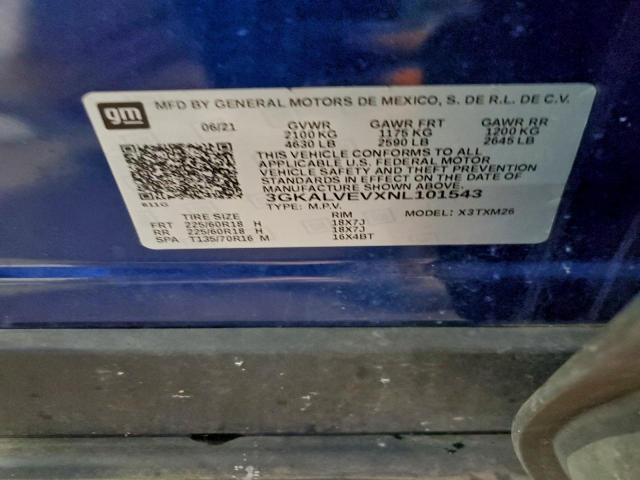 gm MFD BY GENERAL MOTORS DE MEXICO, S. DE R.L. DE C.V.
06/21 GVWR GAWR FRT GAWR RR
2100 KG 1175 KG 1200 KG
4630 LB 2590 LB 2645 LB
THIS VEHICLE CONFORMS TO ALL
APPLICABLE U.S. FEDERAL MOTOR
VEHICLE SAFETY AND THEFT PREVENTION
STANDARDS IN EFFECT ON THE DATE OF
MANUFACTURE SHOWN ABOVE.
3GKALVEVXNL101543
611G TYPE: M.P.V. MODEL: X3TXM26
TIRE SIZE RIM
FRT 225/60R18 H 18X7J
RR 225/60R18 H 18X7J
SPA T135/70R16 M 16X4BT